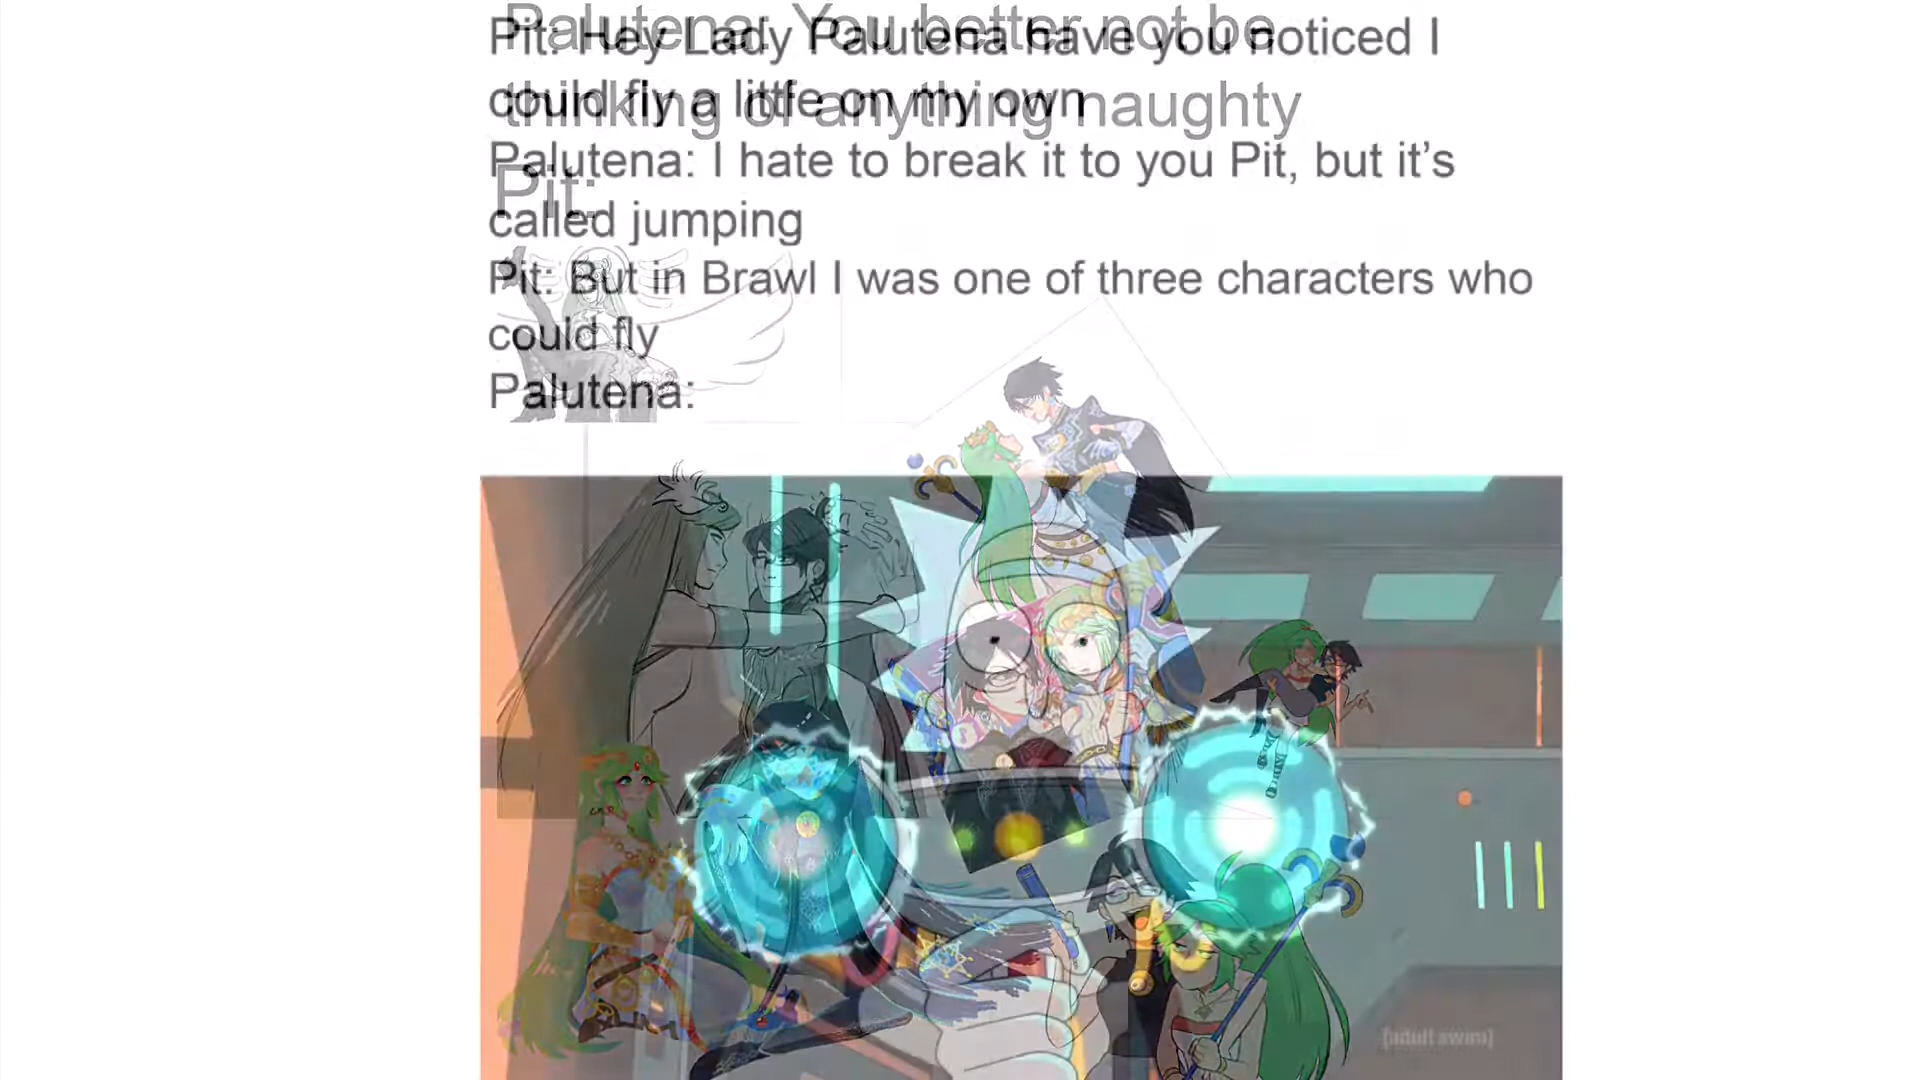 Palutena: You better not be
thinking of anything naughty
Pit:
Pit: Hey Lady Palutena have you noticed I
could fly a little on my own
Palutena: I hate to break it to you Pit, but it’s
called jumping
Pit: But in Brawl I was one of three characters who
could fly
Palutena:
[adult swim]